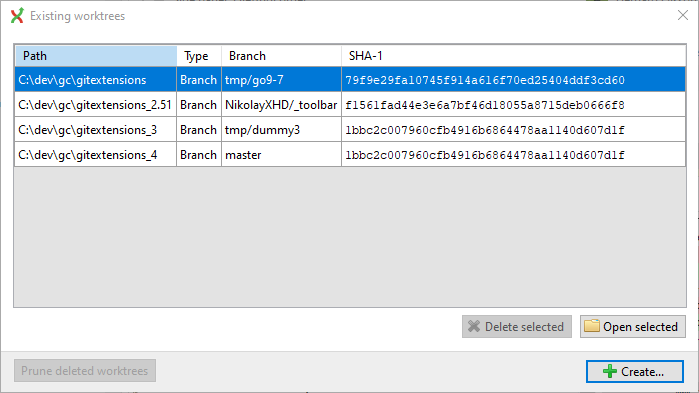 Existing worktrees
Path Type Branch SHA-1
C:\dev\gc\gitextensions Branch tmp/go9-7 79f9e29fa10745f914a616f70ed25404ddf3cd60
C:\dev\gc\gitextensions_2.51 Branch NikolayXHD/_toolbar f1561fad44e3e6a7bf46d18055a8715deb0666f8
C:\dev\gc\gitextensions_3 Branch tmp/dummy3 1bbc2c007960cfb4916b6864478aa1140d607d1f
C:\dev\gc\gitextensions_4 Branch master 1bbc2c007960cfb4916b6864478aa1140d607d1f
Delete selected Open selected
Prune deleted worktrees Create...